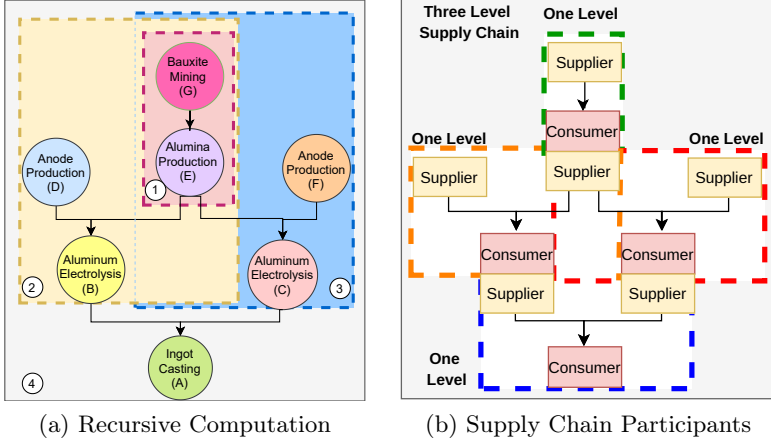 Bauxite
Mining
(G)
Anode
Production
(D)
Alumina
Production
(E)
Anode
Production
(F)
1
Aluminum
Electrolysis
(B)
Aluminum
Electrolysis
(C)
2
3
Ingot
Casting
(A)
4
(a) Recursive Computation
Three Level
Supply Chain
One Level
Supplier
Consumer
One Level
One Level
Supplier
Supplier
Supplier
Consumer
Consumer
Supplier
Supplier
One
Level
Consumer
(b) Supply Chain Participants